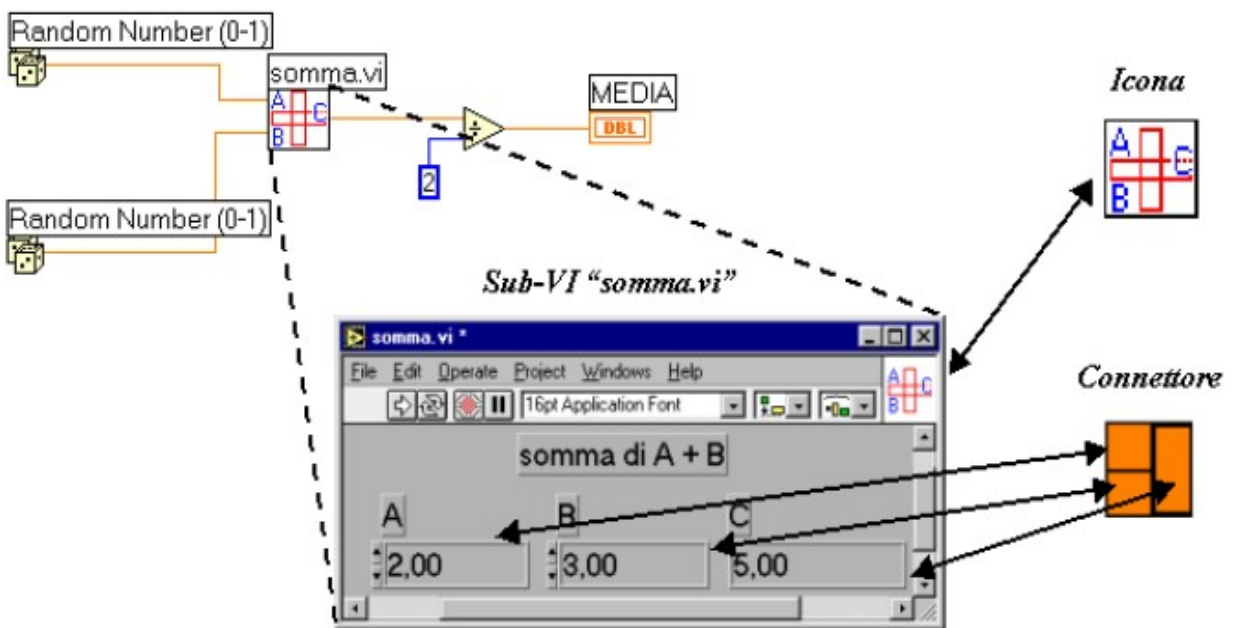 Random Number (0-1)
somma.vi
A
C
B
MEDIA
DBL
÷
2
Random Number (0-1)
Icona
A
C
B
Sub-VI “somma.vi”
somma.vi *
File Edit Operate Project Windows Help
16pt Application Font
A
C
B
Connettore
somma di A + B
A B C
2,00 3,00 5,00